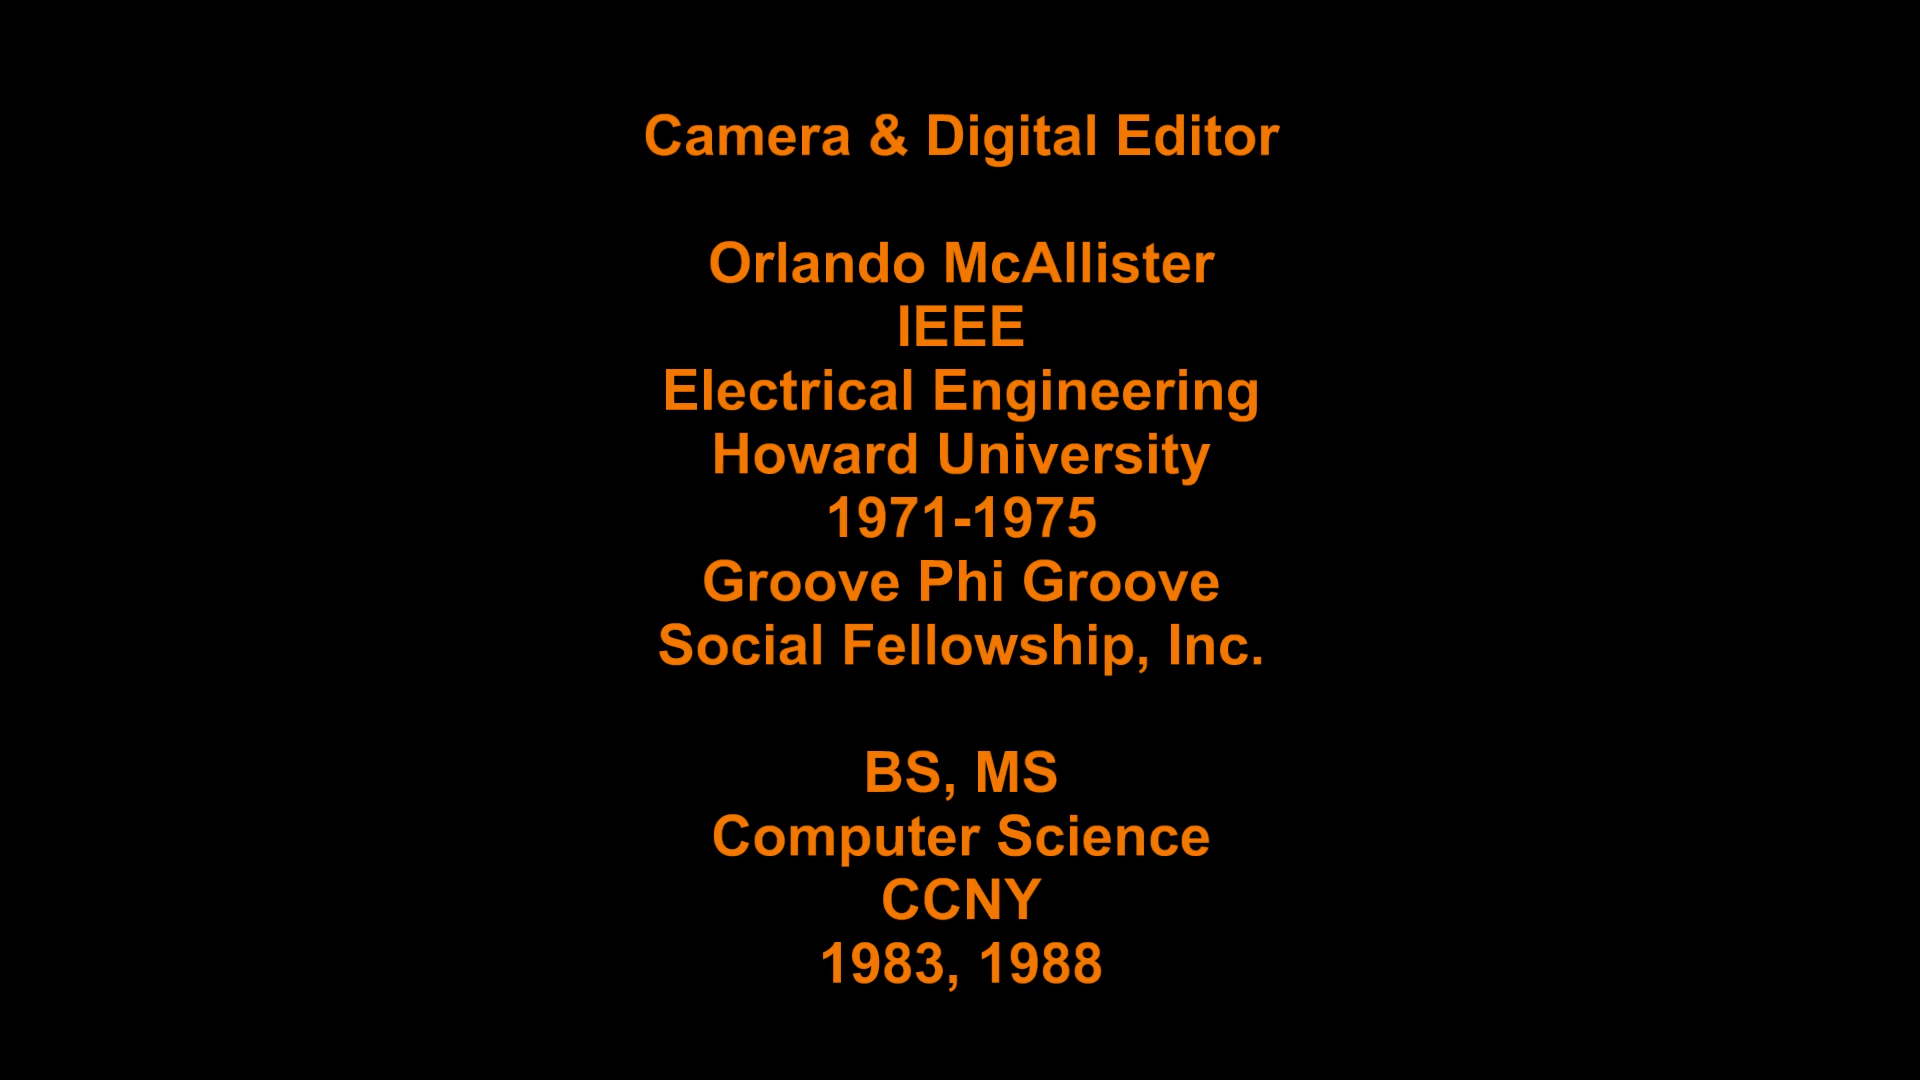 Camera & Digital Editor
Orlando McAllister
IEEE
Electrical Engineering
Howard University
1971-1975
Groove Phi Groove
Social Fellowship, Inc.
BS, MS
Computer Science
CCNY
1983, 1988